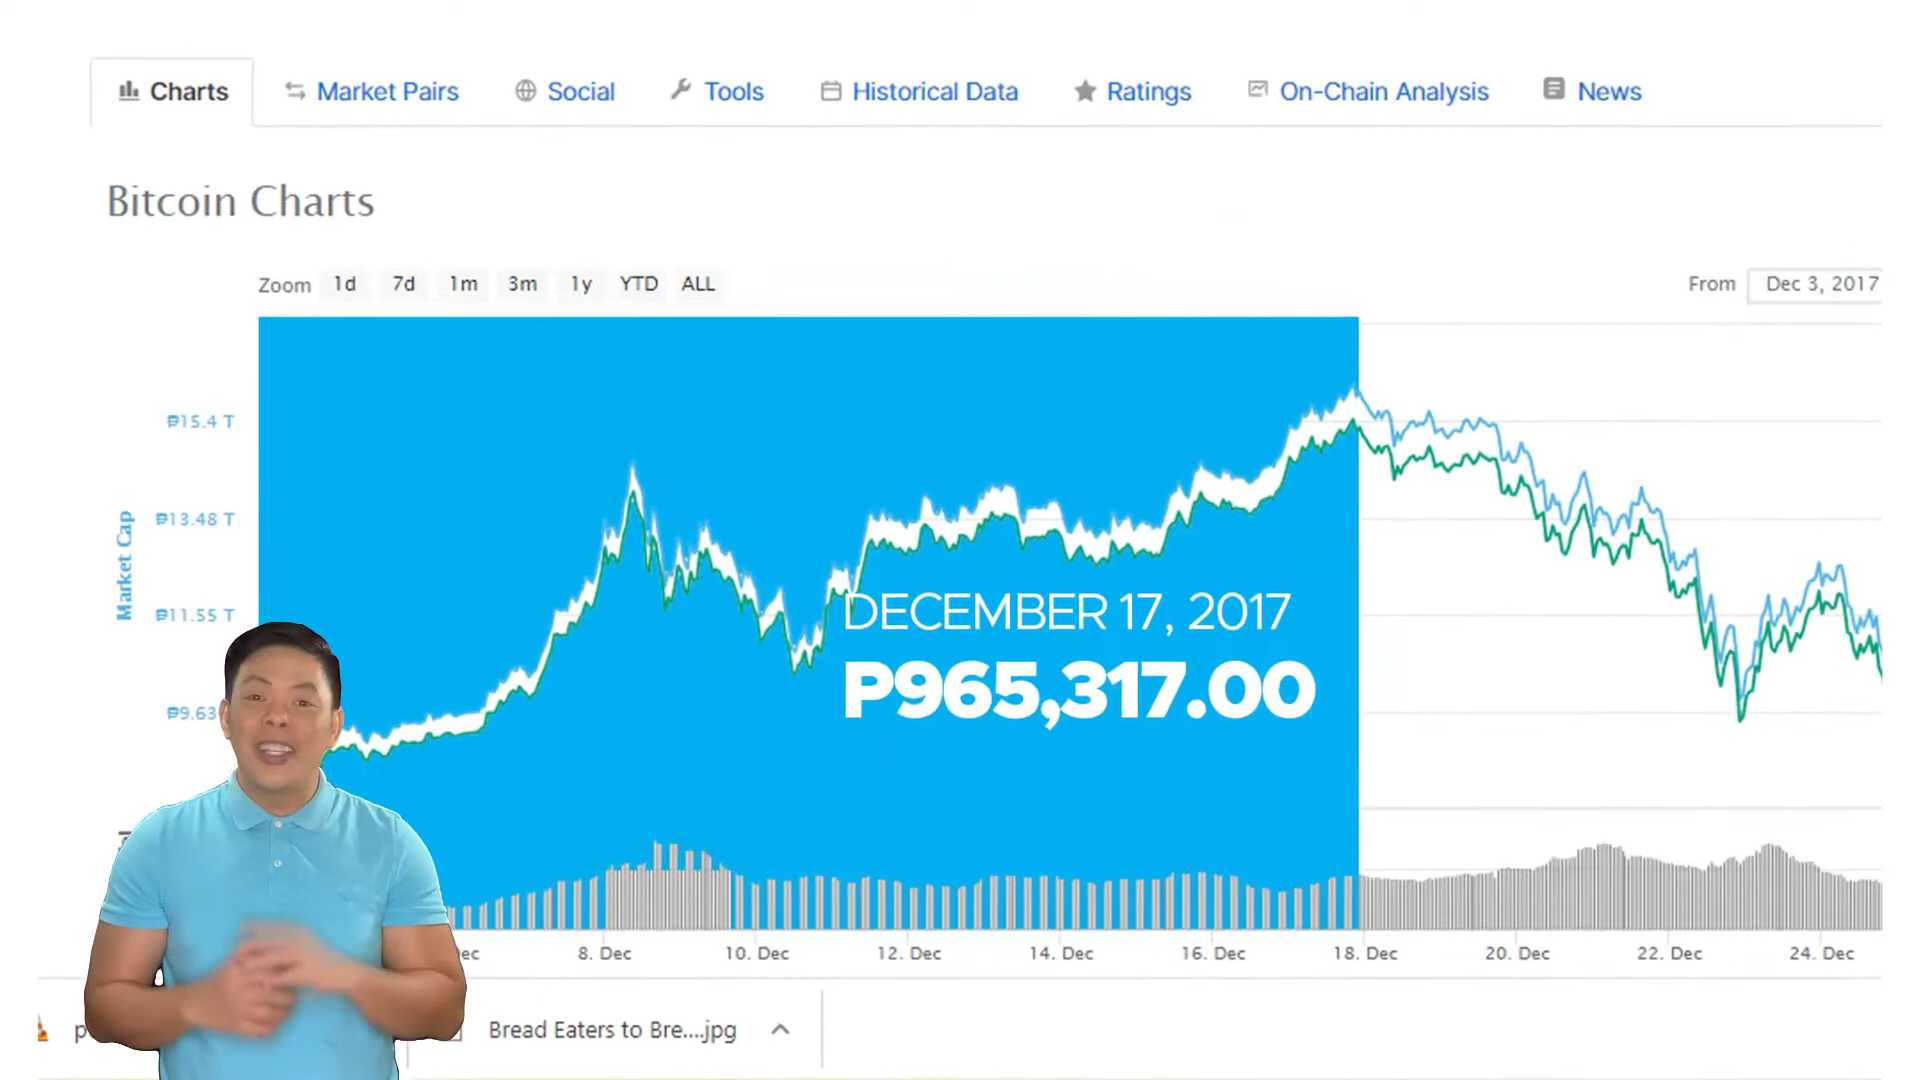 Charts Market Pairs Social Tools Historical Data Ratings On-Chain Analysis News
Bitcoin Charts
Zoom 1d 7d 1m 3m 1y YTD ALL From Dec 3, 2017
₱15.4 T
₱13.48 T
₱11.55 T
₱9.63
Market Cap
DECEMBER 17, 2017
P965,317.00
8. Dec 10. Dec 12. Dec 14. Dec 16. Dec 18. Dec 20. Dec 22. Dec 24. Dec
Bread Eaters to Bre....jpg